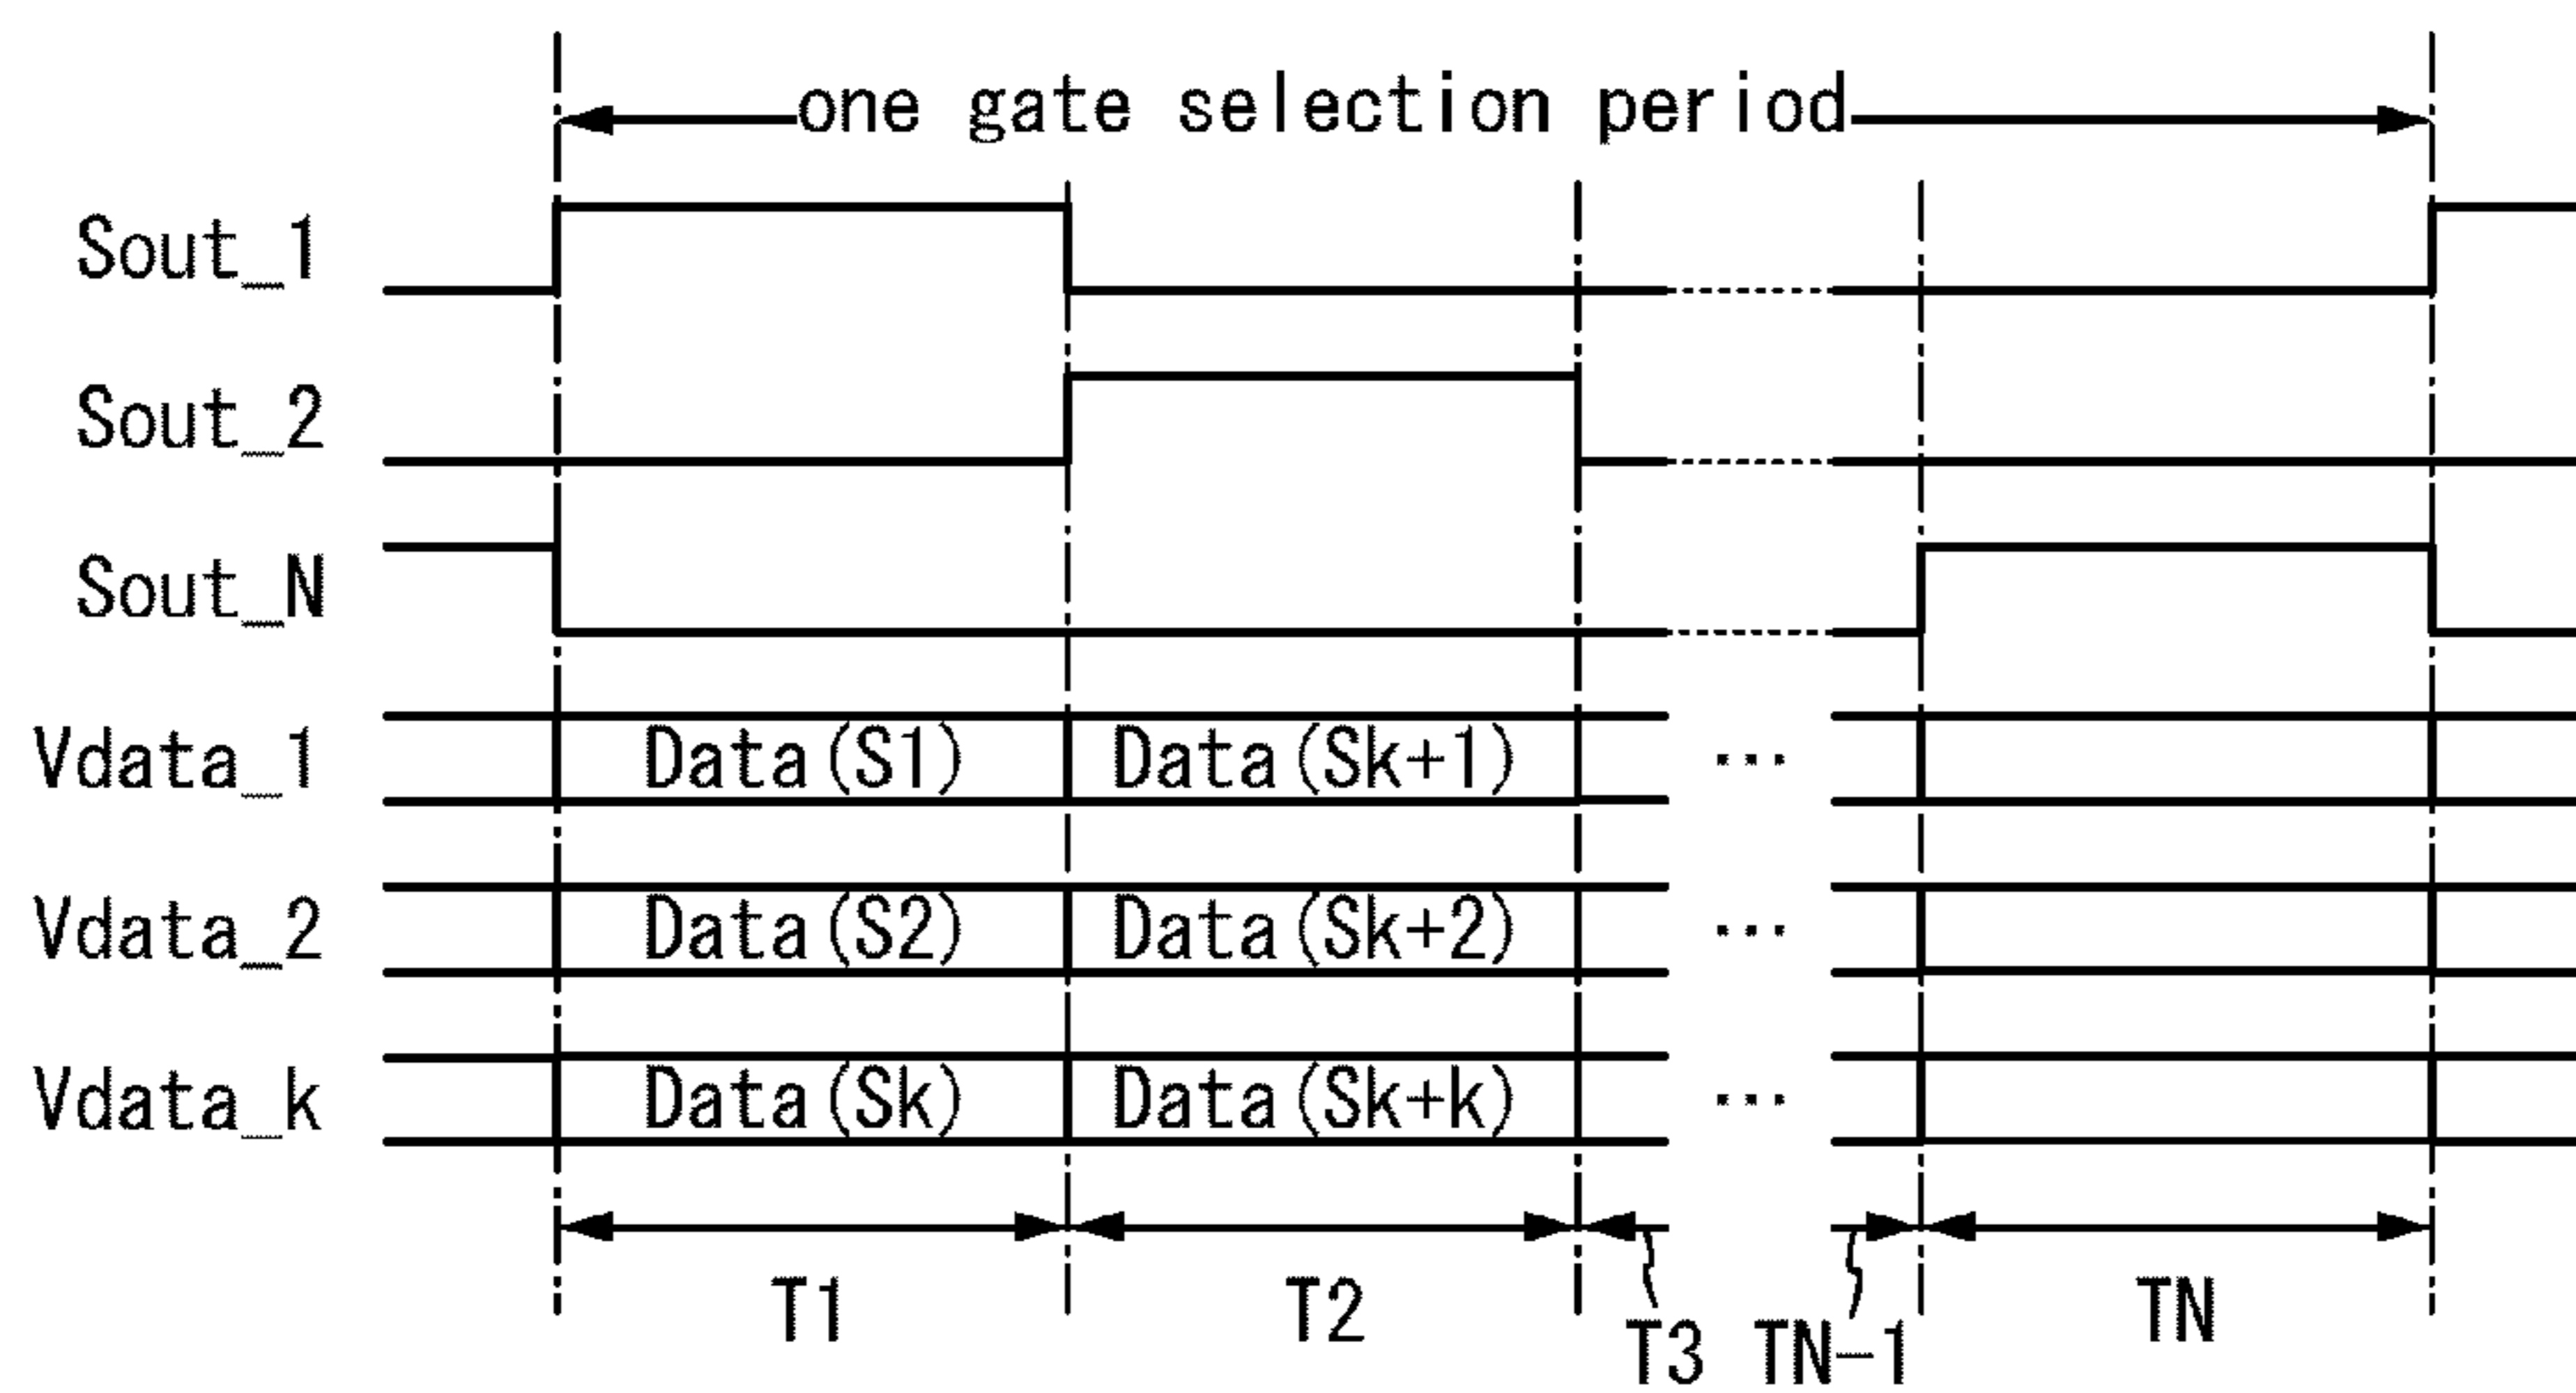 one gate selection period
Sout_1
Sout_2
Sout_N
Vdata_1 Data(S1) Data(Sk+1) ...
Vdata_2 Data(S2) Data(Sk+2) ...
Vdata_k Data(Sk) Data(Sk+k) ...
T1 T2 T3 TN-1 TN